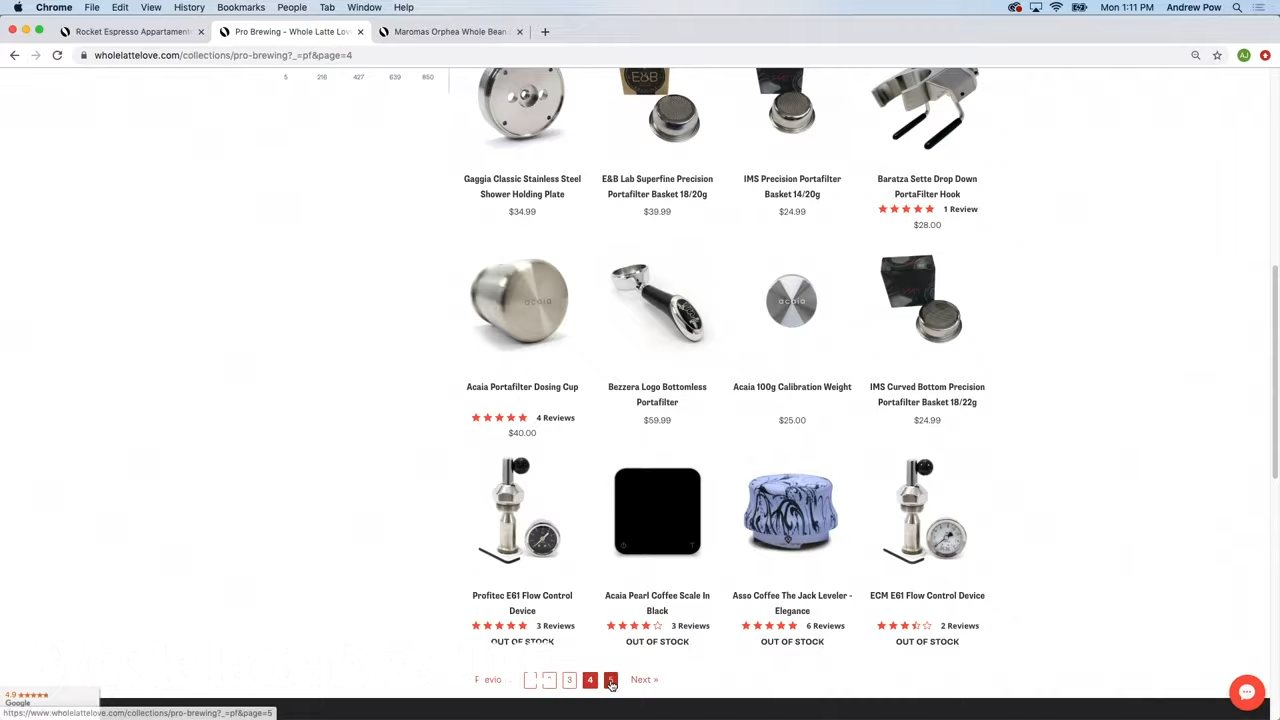 Chrome File Edit View History Bookmarks People Tab Window Help Mon 1:11 PM Andrew Pow
Rocket Espresso Appartament × Pro Brewing - Whole Latte Lov × Maromas Orphea Whole Bean ×
wholelattelove.com/collections/pro-brewing?_=pf&page=4
5 216 427 639 850
Gaggia Classic Stainless Steel Shower Holding Plate
$34.99
E&B Lab Superfine Precision Portafilter Basket 18/20g
$39.99
IMS Precision Portafilter Basket 14/20g
$24.99
Baratza Sette Drop Down PortaFilter Hook
1 Review
$28.00
acaia
acaia
Acaia Portafilter Dosing Cup
4 Reviews
$40.00
Bezzera Logo Bottomless Portafilter
$59.99
Acaia 100g Calibration Weight
$25.00
IMS Curved Bottom Precision Portafilter Basket 18/22g
$24.99
Profitec E61 Flow Control Device
3 Reviews
OUT OF STOCK
Acaia Pearl Coffee Scale In Black
3 Reviews
OUT OF STOCK
Asso Coffee The Jack Leveler - Elegance
6 Reviews
OUT OF STOCK
ECM E61 Flow Control Device
2 Reviews
OUT OF STOCK
3 4 5 Next »
4.9
Google
https://www.wholelattelove.com/collections/pro-brewing?_=pf&page=5